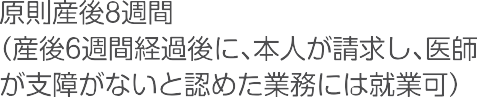 原則産後8週間
（産後6週間経過後に、本人が請求し、医師
が支障がないと認めた業務には就業可）